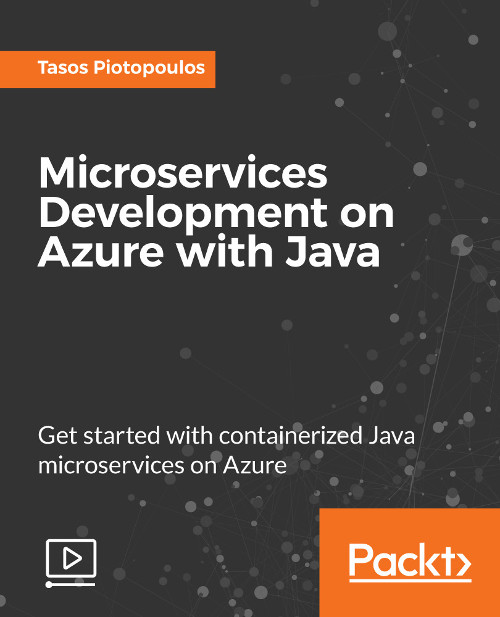 Tasos Piotopoulos
Microservices
Development on
Azure with Java
Get started with containerized Java
microservices on Azure
Packt>